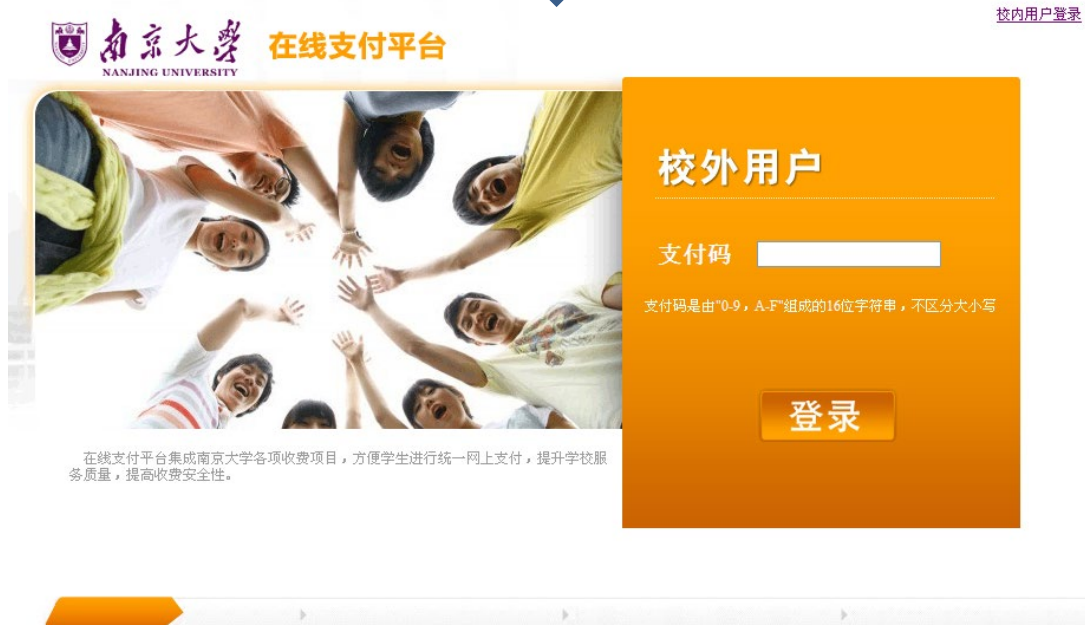 校内用户登录
南京大學 在线支付平台
NANJING UNIVERSITY
校外用户
支付码
支付码是由"0-9，A-F"组成的16位字符串，不区分大小写
登录
在线支付平台集成南京大学各项收费项目，方便学生进行统一网上支付，提升学校服
务质量，提高收费安全性。